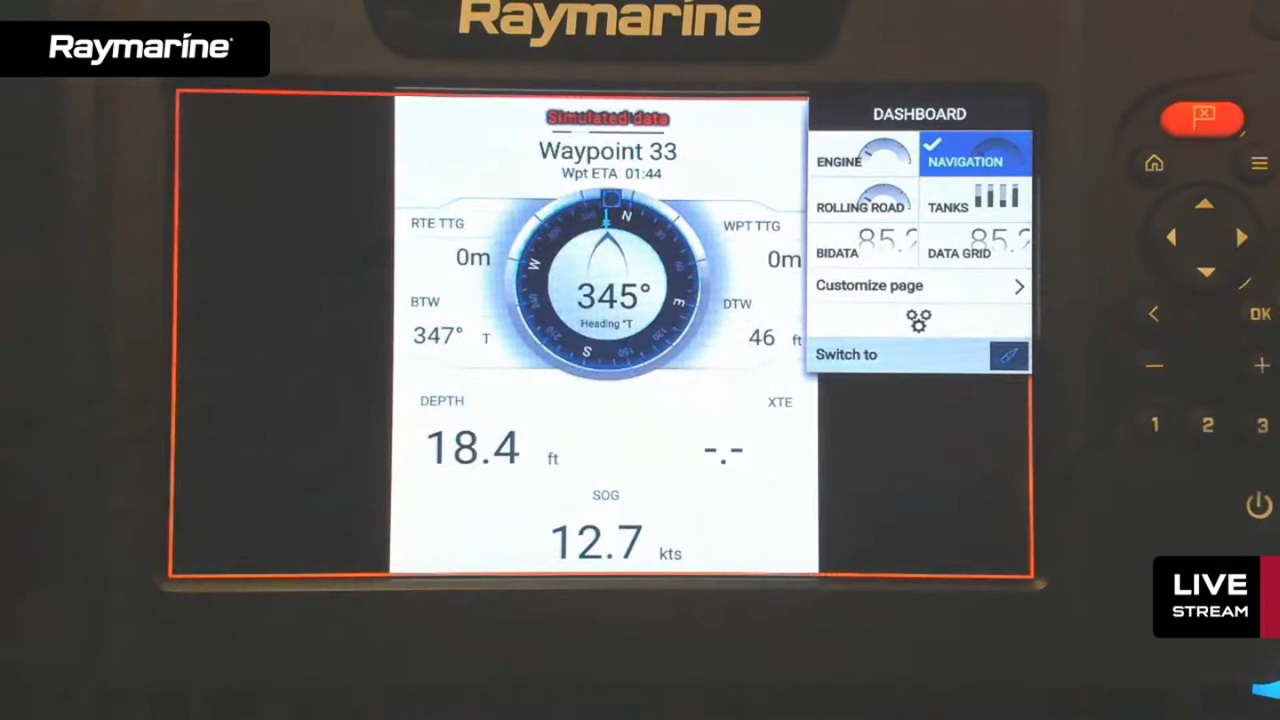 Raymarine
Raymarine
Simulated data
Waypoint 33
Wpt ETA 01:44
RTE TTG
0m
BTW
347° T
N
E
S
W
345°
Heading °T
WPT TTG
0m
DTW
46 ft
DEPTH
18.4 ft
XTE
-.-
SOG
12.7 kts
DASHBOARD
ENGINE
NAVIGATION
ROLLING ROAD
TANKS
BIDATA
DATA GRID
Customize page
Switch to
OK
1 2 3
LIVE
STREAM